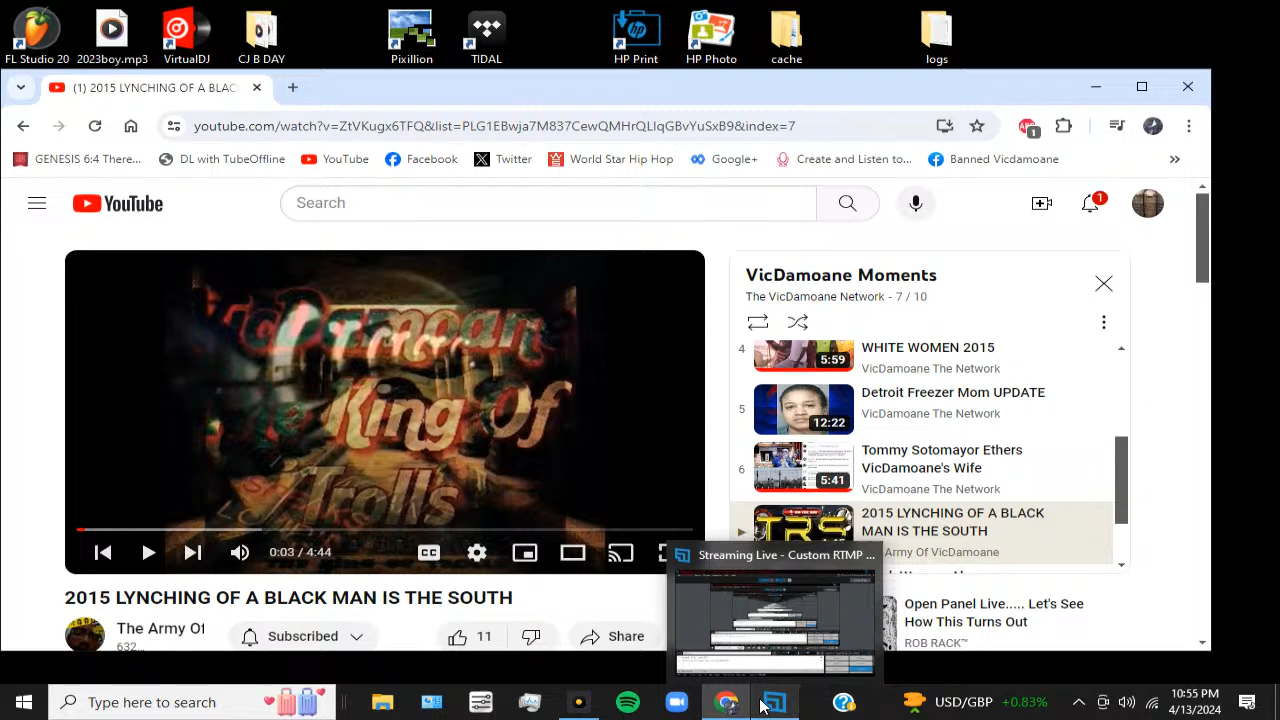 FL Studio 20
2023boy.mp3
VirtualDJ
CJ B DAY
Pixillion
TIDAL
HP Print
HP Photo
cache
logs
(1) 2015 LYNCHING OF A BLAC
youtube.com/watch?v=ZtVKugx6TFQ&list=PLG1EBwja7M837CewQMHrQLlqGBvYuSxB9&index=7
ABP
1
GENESIS 6:4 There...
DL with TubeOffline
YouTube
Facebook
Twitter
World Star Hip Hop
Google+
Create and Listen to...
Banned Vicdamoane
YouTube
Search
1
King of
VicDamoane Moments
The VicDamoane Network - 7 / 10
4
5:59
WHITE WOMEN 2015
VicDamoane The Network
5
12:22
Detroit Freezer Mom UPDATE
VicDamoane The Network
6
5:41
Tommy Sotomayor Ethers
VicDamoane's Wife
VicDamoane The Network
TRS
2015 LYNCHING OF A BLACK
MAN IS THE SOUTH
Army Of VicDamoane
0:03 / 4:44
CC
Streaming Live - Custom RTMP ...
15 LYNCHING OF A BLACK MAN IS THE SOUTH
The Army Of
Subscribed
Share
Open Panel Live..... Let's See
How This Turns Out
ROB RACK™
Type here to search
USD/GBP
+0.83%
10:55 PM
4/13/2024